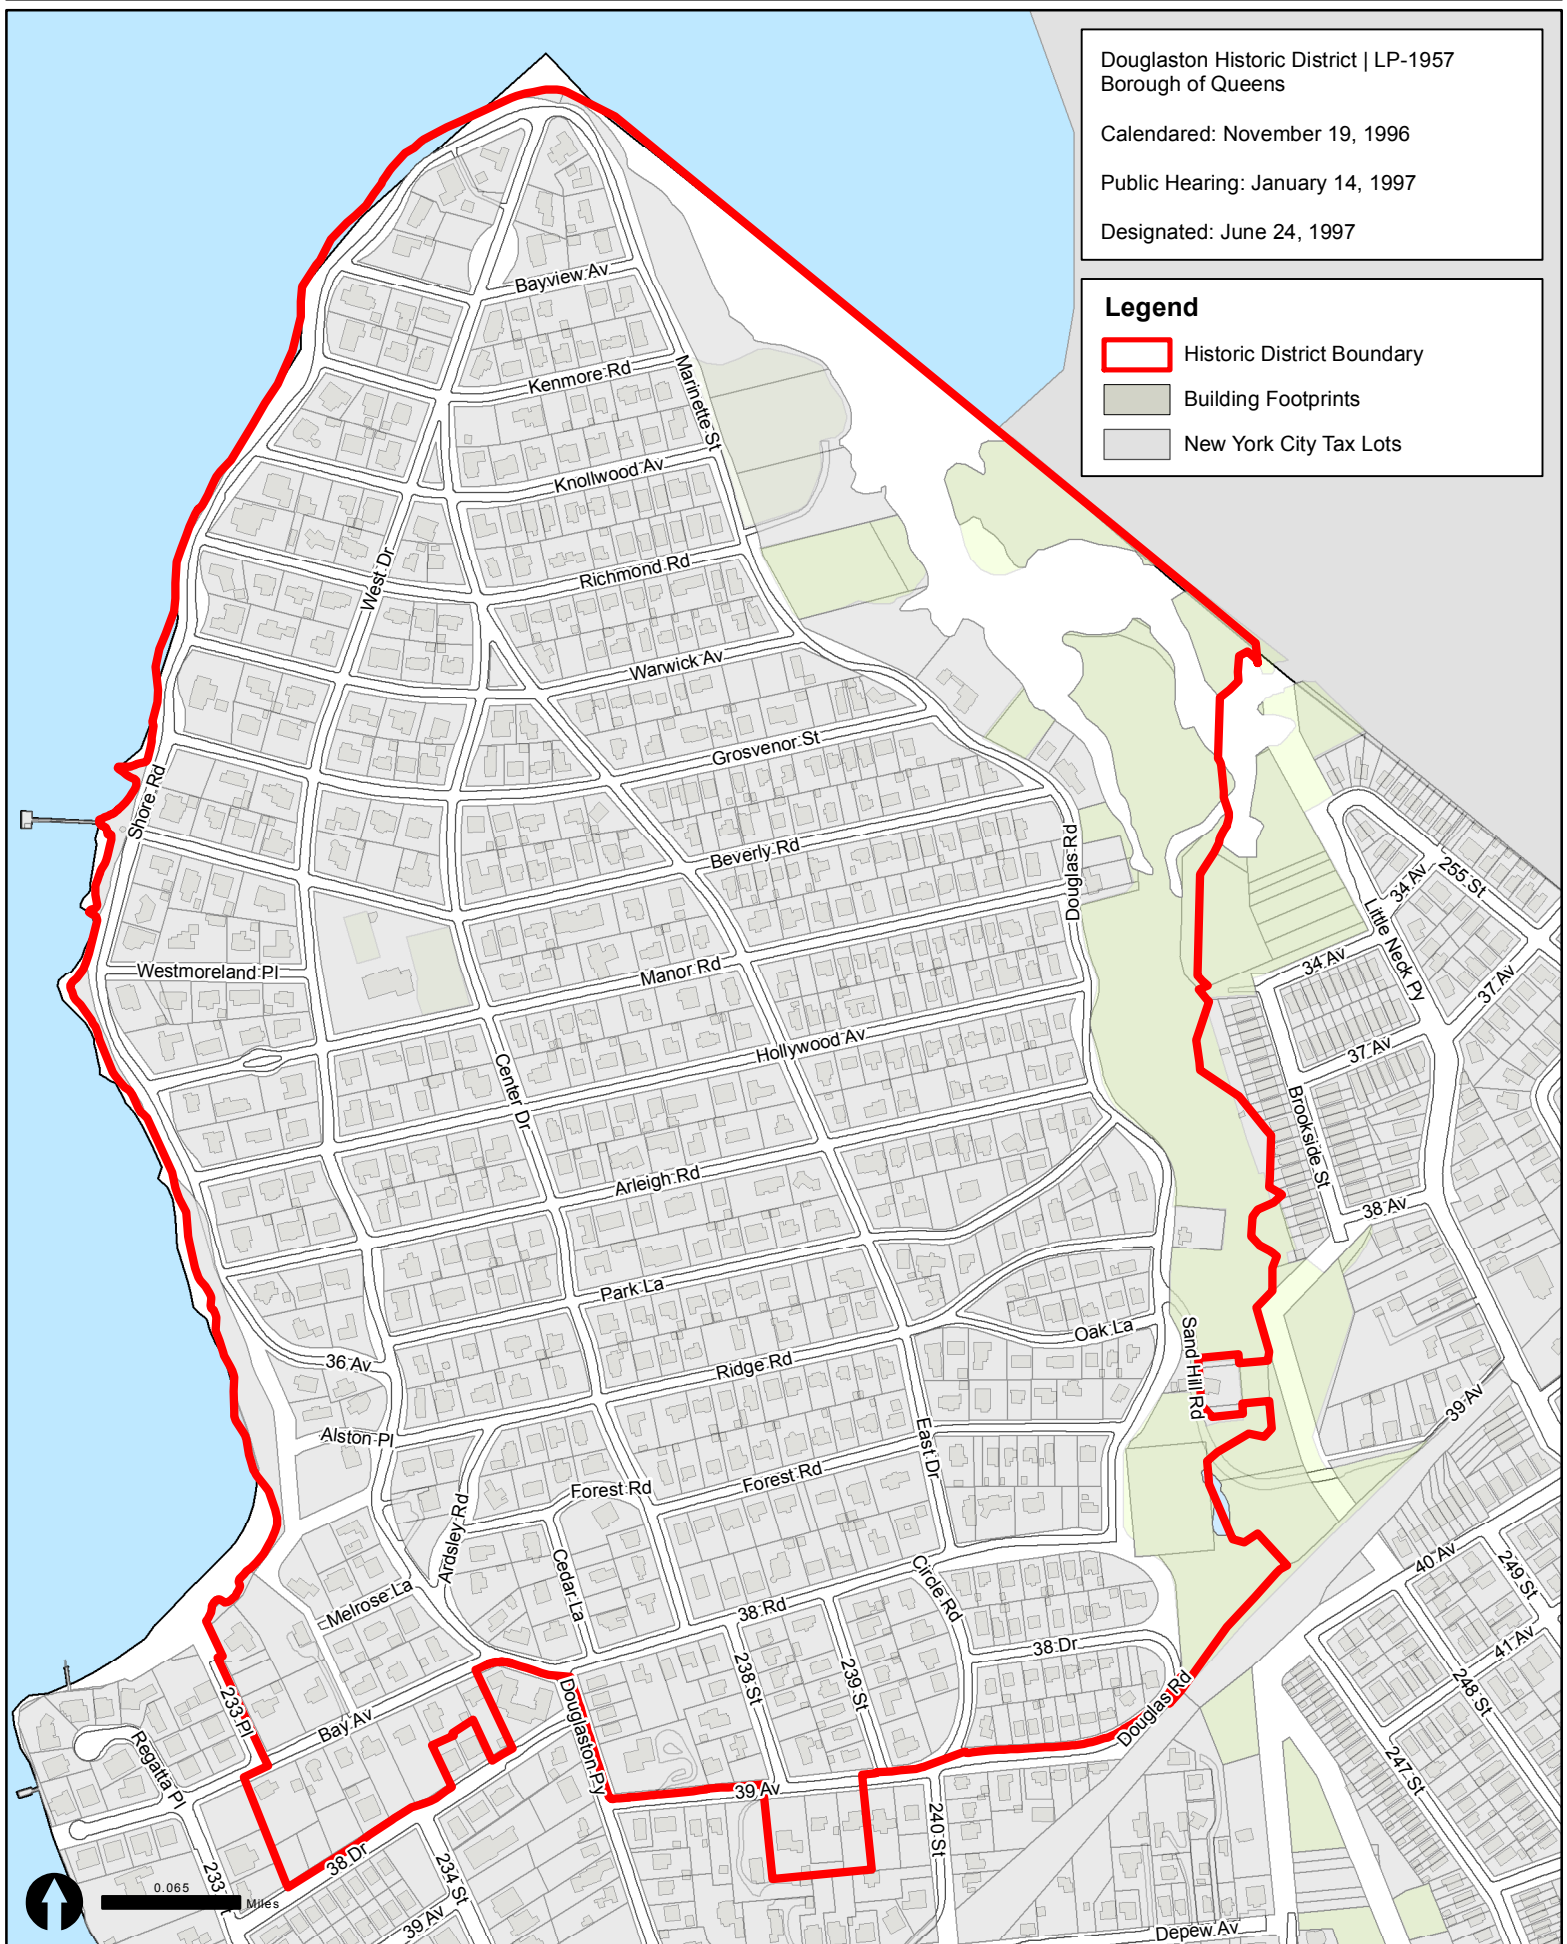 Douglaston Historic District | LP-1957
Borough of Queens
Calendared: November 19, 1996
Public Hearing: January 14, 1997
Designated: June 24, 1997
Legend
Historic District Boundary
Building Footprints
New York City Tax Lots
Bayview Av
Kenmore Rd
Marinette St
Knollwood Av
Richmond Rd
West Dr
Warwick Av
Grosvenor St
Shore Rd
Beverly Rd
Douglas Rd
34 Av
255 St
Little Neck Py
Westmoreland Pl
Manor Rd
34 Av
37 Av
Hollywood Av
37 Av
Center Dr
Brookside St
Arleigh Rd
38 Av
Park La
Oak La
Sand Hill Rd
36 Av
Ridge Rd
39 Av
Alston Pl
East Dr
Forest Rd
Forest Rd
Ardsley Rd
Cedar La
Circle Rd
40 Av
249 St
Melrose La
38 Rd
38 Dr
41 Av
238 St
239 St
248 St
233 Pl
Douglaston Py
Douglas Rd
Bay Av
Regatta Pl
247 St
39 Av
240 St
38 Dr
234 St
233
39 Av
0.065
Miles
Depew Av